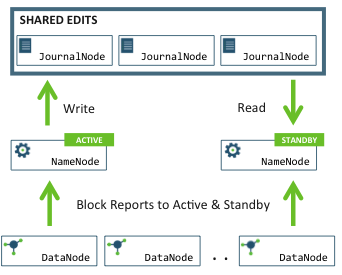 SHARED EDITS
JournalNode JournalNode JournalNode
Write Read
ACTIVE STANDBY
NameNode NameNode
Block Reports to Active & Standby
DataNode DataNode . . DataNode